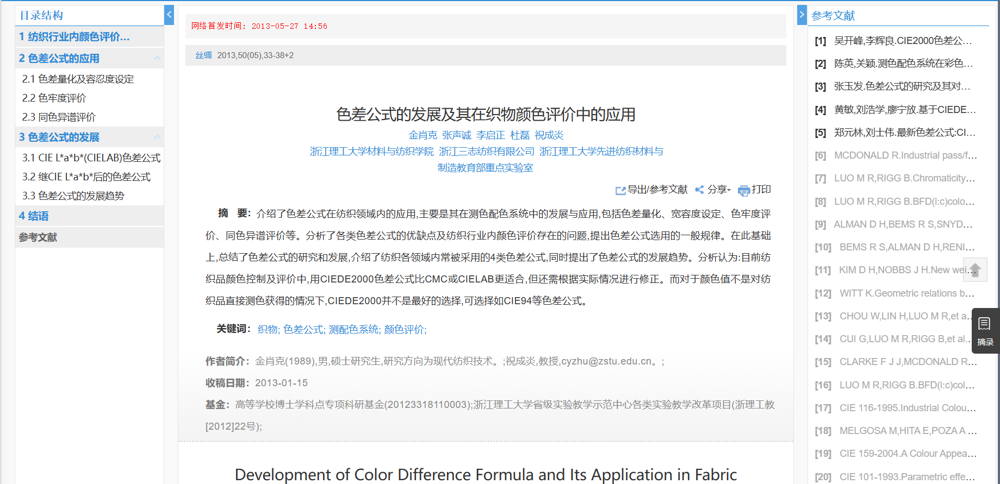 目录结构
1 纺织行业内颜色评价...
2 色差公式的应用
2.1 色差量化及容忍度设定
2.2 色牢度评价
2.3 同色异谱评价
3 色差公式的发展
3.1 CIE L*a*b*(CIELAB)色差公式
3.2 继CIE L*a*b*后的色差公式
3.3 色差公式的发展趋势
4 结语
参考文献
网络首发时间: 2013-05-27 14:56
丝绸 2013,50(05),33-38+2
色差公式的发展及其在织物颜色评价中的应用
金肖克 张声诚 李启正 杜磊 祝成炎
浙江理工大学材料与纺织学院 浙江三志纺织有限公司 浙江理工大学先进纺织材料与
制造教育部重点实验室
导出/参考文献 分享 打印
摘 要：介绍了色差公式在纺织领域内的应用,主要是其在测色配色系统中的发展与应用,包括色差量化、宽容度设定、色牢度评
价、同色异谱评价等。分析了各类色差公式的优缺点及纺织行业内颜色评价存在的问题,提出色差公式选用的一般规律。在此基础
上,总结了色差公式的研究和发展,介绍了纺织各领域内常被采用的4类色差公式,同时提出了色差公式的发展趋势。分析认为:目前纺
织品颜色控制及评价中,用CIEDE2000色差公式比CMC或CIELAB更适合,但还需根据实际情况进行修正。而对于颜色值不是对纺
织品直接测色获得的情况下,CIEDE2000并不是最好的选择,可选择如CIE94等色差公式。
关键词：织物; 色差公式; 测配色系统; 颜色评价;
作者简介：金肖克(1989),男,硕士研究生,研究方向为现代纺织技术。;祝成炎,教授,cyzhu@zstu.edu.cn。;
收稿日期：2013-01-15
基金：高等学校博士学科点专项科研基金(20123318110003);浙江理工大学省级实验教学示范中心各类实验教学改革项目(浙理工教
[2012]22号);
Development of Color Difference Formula and Its Application in Fabric
参考文献
[1] 吴开峰,李辉良.CIE2000色差公...
[2] 陈英,关颖.测色配色系统在彩色...
[3] 张玉发.色差公式的研究及其对...
[4] 黄敏,刘浩学,廖宁放.基于CIEDE...
[5] 郑元林,刘士伟.最新色差公式:CI...
[6] MCDONALD R.Industrial pass/f...
[7] LUO M R,RIGG B.Chromaticity...
[8] LUO M R,RIGG B.BFD(l:c)colo...
[9] ALMAN D H,BEMS R S,SNYD...
[10] BEMS R S,ALMAN D H,RENI...
[11] KIM D H,NOBBS J H.New wei...
[12] WITT K.Geometric relations b...
[13] CHOU W,LIN H,LUO M R,et a...
[14] CUI G,LUO M R,RIGG B,et al...
[15] CLARKE F J J,MCDONALD R...
[16] LUO M R,RIGG B.BFD(l:c)col...
[17] CIE 116-1995.Industrial Colou...
[18] MELGOSA M,HITA E,POZA A ...
[19] CIE 159-2004.A Colour Appea...
[20] CIE 101-1993.Parametric effe...
摘录